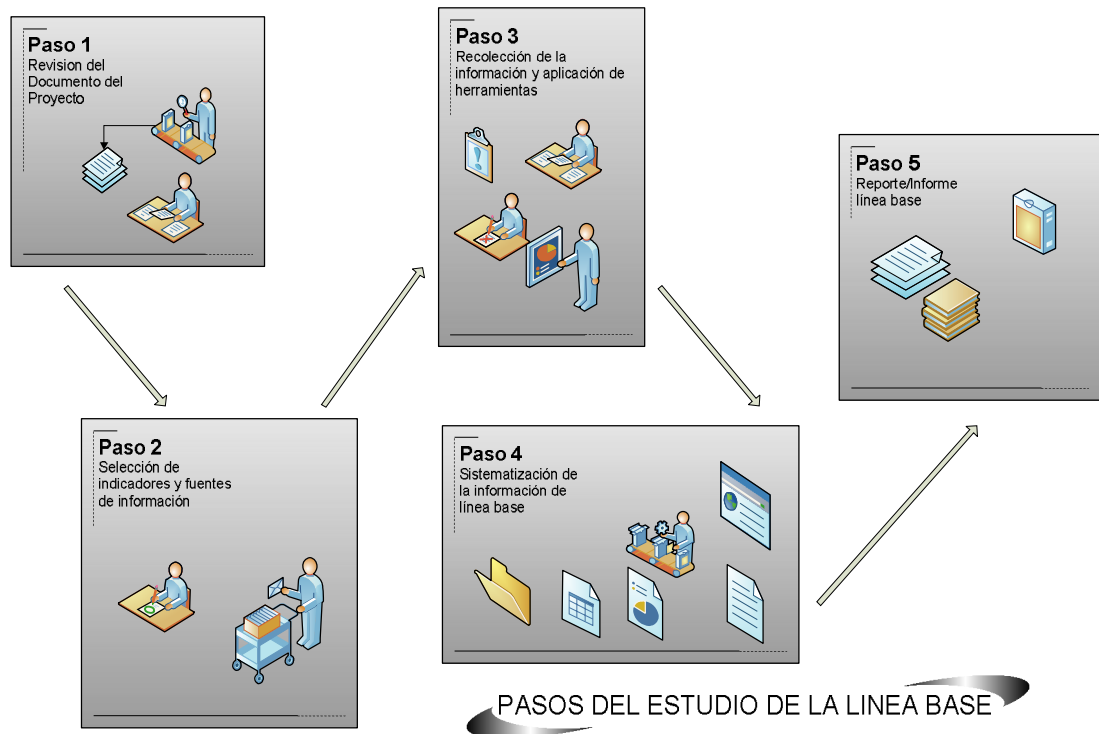 Paso 1
Revision del
Documento del
Proyecto
Paso 2
Selección de
indicadores y fuentes
de información
Paso 3
Recolección de la
información y aplicación de
herramientas
Paso 4
Sistematización de
la información de
línea base
Paso 5
Reporte/Informe
línea base
PASOS DEL ESTUDIO DE LA LINEA BASE